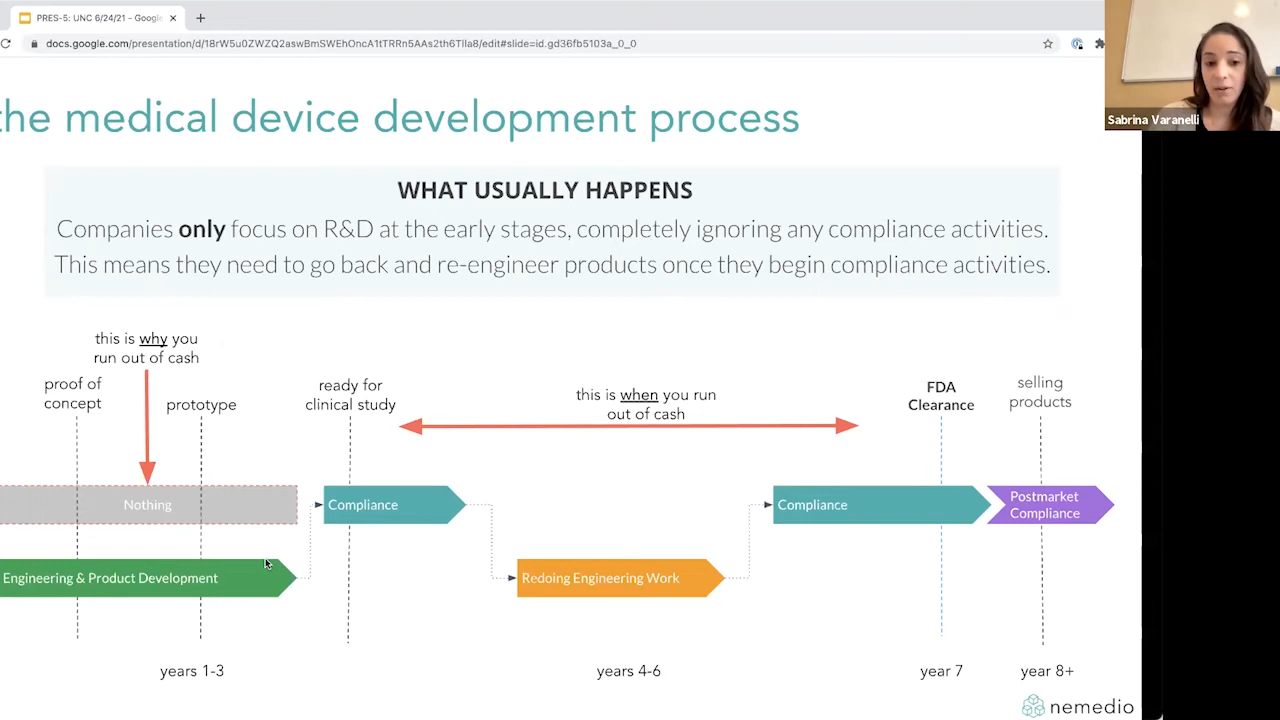 PRES-5: UNC 6/24/21 - Google
docs.google.com/presentation/d/18rW5u0ZWZQ2aswBmSWEhOncA1tTRRn5AAs2th6TIla8/edit#slide=id.gd36fb5103a_0_0
Sabrina Varanelli
the medical device development process
WHAT USUALLY HAPPENS
Companies only focus on R&D at the early stages, completely ignoring any compliance activities.
This means they need to go back and re-engineer products once they begin compliance activities.
this is why you
run out of cash
proof of
concept
prototype
ready for
clinical study
this is when you run
out of cash
FDA
Clearance
selling
products
Nothing
Compliance
Compliance
Postmarket
Compliance
Engineering & Product Development
Redoing Engineering Work
years 1-3
years 4-6
year 7
year 8+
nemedio